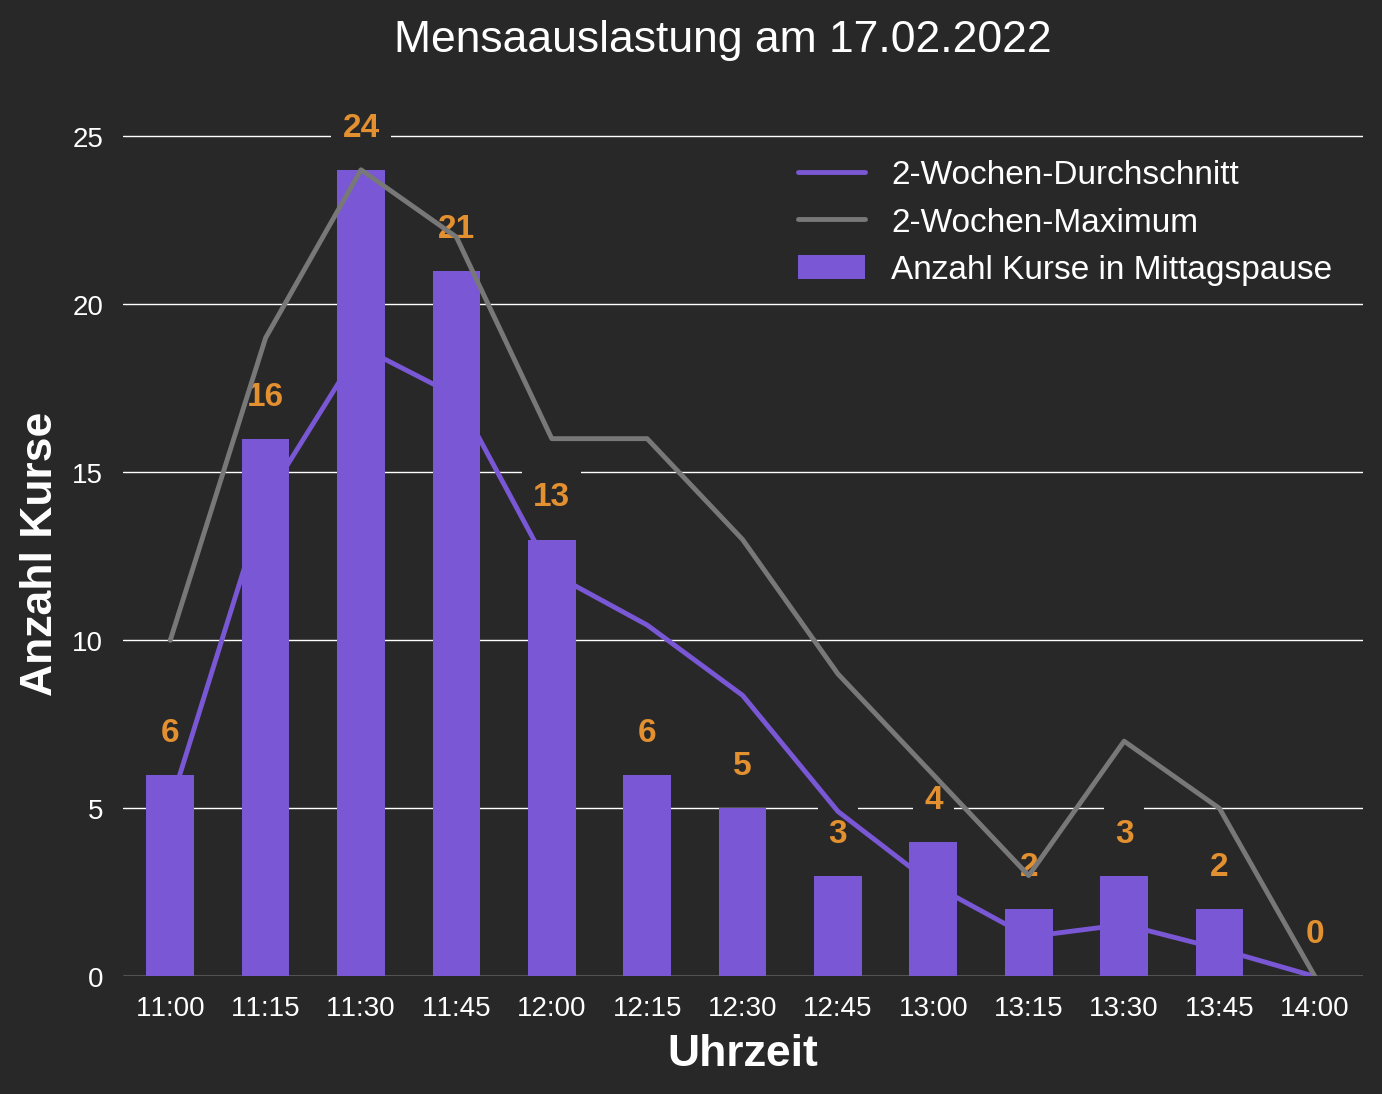 Mensaauslastung am 17.02.2022
2-Wochen-Durchschnitt
2-Wochen-Maximum
Anzahl Kurse in Mittagspause
Anzahl Kurse
25
20
15
10
5
0
6
16
24
21
13
6
5
3
4
2
3
2
0
11:00 11:15 11:30 11:45 12:00 12:15 12:30 12:45 13:00 13:15 13:30 13:45 14:00
Uhrzeit